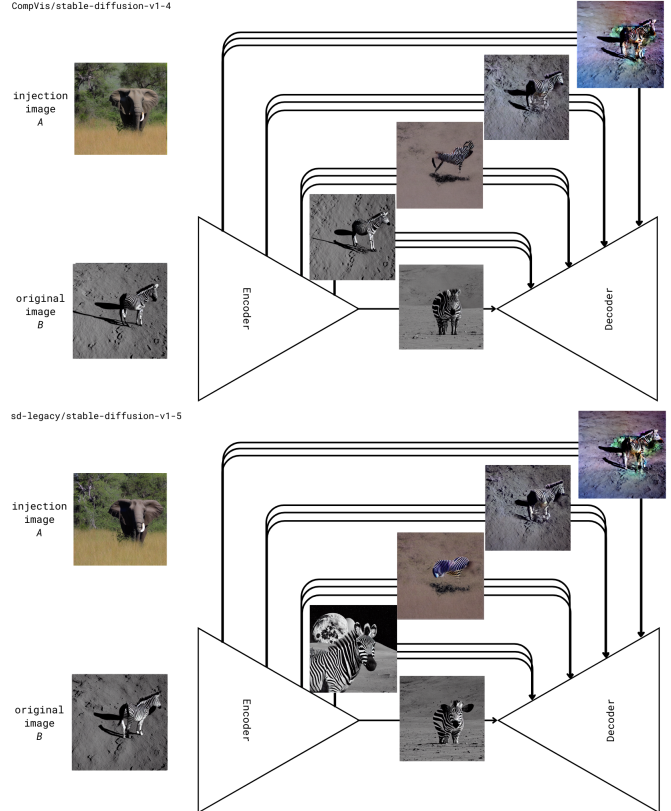 CompVis/stable-diffusion-v1-4
injection
image
A
original
image
B
Encoder
Decoder
sd-legacy/stable-diffusion-v1-5
injection
image
A
original
image
B
Encoder
Decoder